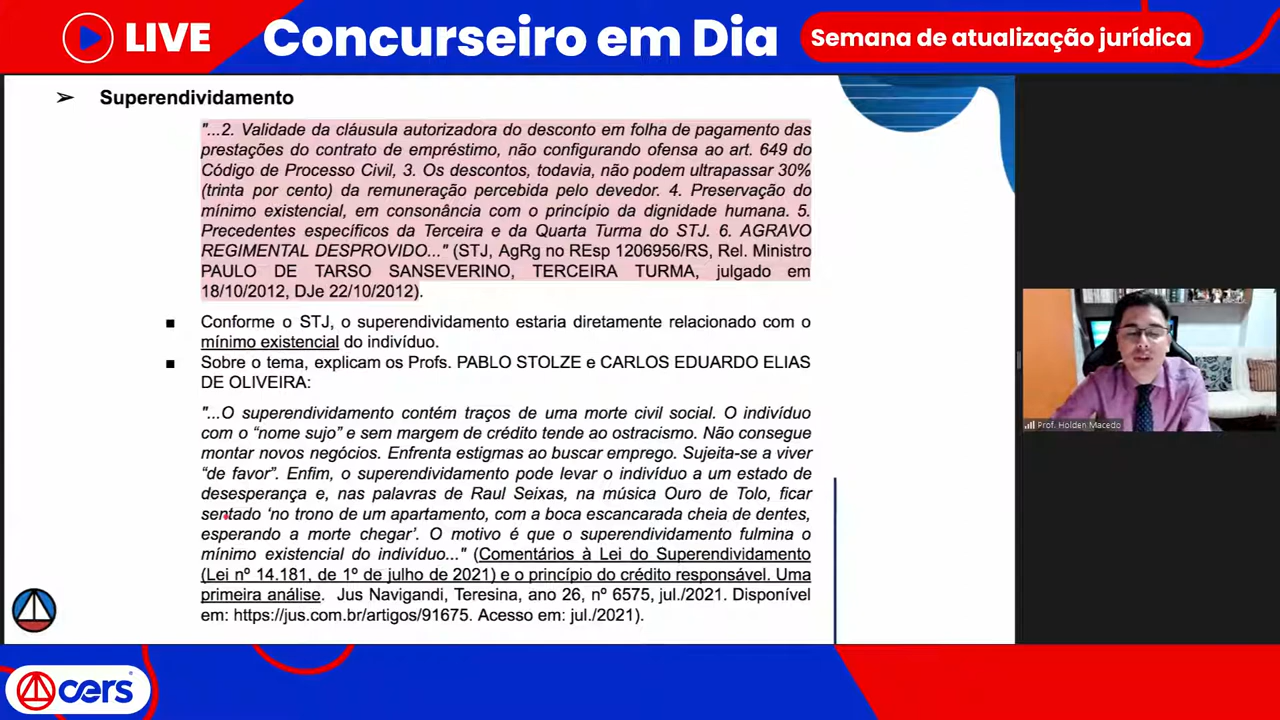 LIVE
Concurseiro em Dia
Semana de atualização jurídica
➢ Superendividamento
"...2. Validade da cláusula autorizadora do desconto em folha de pagamento das
prestações do contrato de empréstimo, não configurando ofensa ao art. 649 do
Código de Processo Civil, 3. Os descontos, todavia, não podem ultrapassar 30%
(trinta por cento) da remuneração percebida pelo devedor. 4. Preservação do
mínimo existencial, em consonância com o princípio da dignidade humana. 5.
Precedentes específicos da Terceira e da Quarta Turma do STJ. 6. AGRAVO
REGIMENTAL DESPROVIDO..." (STJ, AgRg no REsp 1206956/RS, Rel. Ministro
PAULO DE TARSO SANSEVERINO, TERCEIRA TURMA, julgado em
18/10/2012, DJe 22/10/2012).
■ Conforme o STJ, o superendividamento estaria diretamente relacionado com o
mínimo existencial do indivíduo.
■ Sobre o tema, explicam os Profs. PABLO STOLZE e CARLOS EDUARDO ELIAS
DE OLIVEIRA:
"...O superendividamento contém traços de uma morte civil social. O indivíduo
com o “nome sujo” e sem margem de crédito tende ao ostracismo. Não consegue
montar novos negócios. Enfrenta estigmas ao buscar emprego. Sujeita-se a viver
“de favor”. Enfim, o superendividamento pode levar o indivíduo a um estado de
desesperança e, nas palavras de Raul Seixas, na música Ouro de Tolo, ficar
sentado ‘no trono de um apartamento, com a boca escancarada cheia de dentes,
esperando a morte chegar’. O motivo é que o superendividamento fulmina o
mínimo existencial do indivíduo..." (Comentários à Lei do Superendividamento
(Lei nº 14.181, de 1º de julho de 2021) e o princípio do crédito responsável. Uma
primeira análise. Jus Navigandi, Teresina, ano 26, nº 6575, jul./2021. Disponível
em: https://jus.com.br/artigos/91675. Acesso em: jul./2021).
Prof. Holden Macedo
cers®